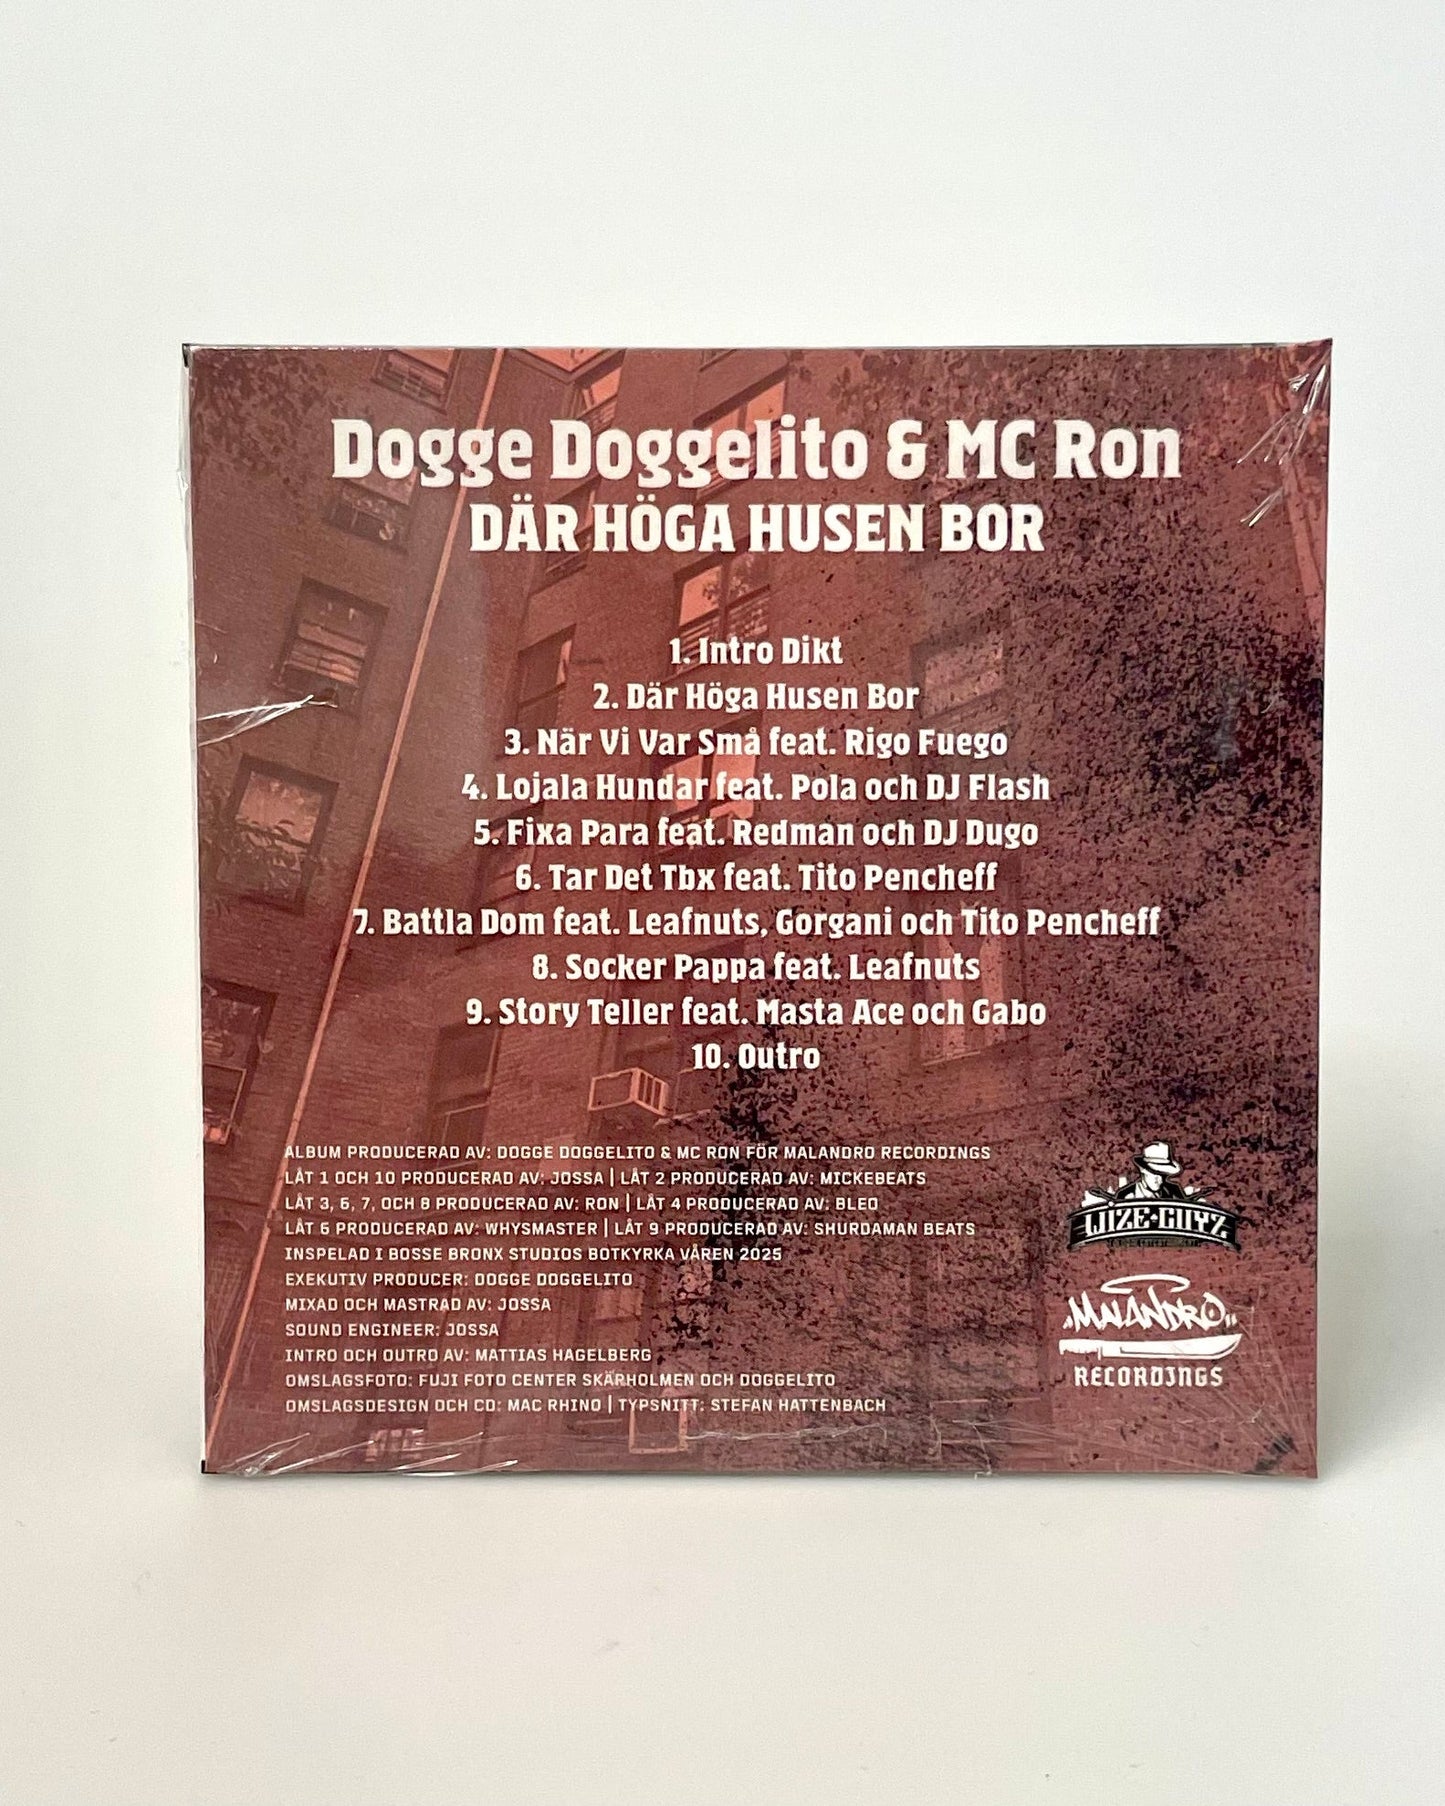 Dogge Doggelito & MC Ron
DÄR HÖGA HUSEN BOR
1. Intro Dikt
2. Där Höga Husen Bor
3. När Vi Var Små feat. Rigo Fuego
4. Lojala Hundar feat. Pola och DJ Flash
5. Fixa Para feat. Redman och DJ Dugo
6. Tar Det Tbx feat. Tito Pencheff
7. Battla Dom feat. Leafnuts, Gorgani och Tito Pencheff
8. Socker Pappa feat. Leafnuts
9. Story Teller feat. Masta Ace och Gabo
10. Outro
ALBUM PRODUCERAD AV: DOGGE DOGGELITO & MC RON FÖR MALANDRO RECORDINGS
LÅT 1 OCH 10 PRODUCERAD AV: JOSSA | LÅT 2 PRODUCERAD AV: MICKEBEATS
LÅT 3, 6, 7, OCH 8 PRODUCERAD AV: RON | LÅT 4 PRODUCERAD AV: BLEO
LÅT 6 PRODUCERAD AV: WHYSMASTER | LÅT 9 PRODUCERAD AV: SHURDAMAN BEATS
INSPELAD I BOSSE BRONX STUDIOS BOTKYRKA VÅREN 2025
EXEKUTIV PRODUCER: DOGGE DOGGELITO
MIXAD OCH MASTRAD AV: JOSSA
SOUND ENGINEER: JOSSA
INTRO OCH OUTRO AV: MATTIAS HAGELBERG
OMSLAGSFOTO: FUJI FOTO CENTER SKÄRHOLMEN OCH DOGGELITO
OMSLAGSDESIGN OCH CD: MAC RHINO | TYPSNITT: STEFAN HATTENBACH
WIZE GUYZ
MALANDRO
RECORDINGS